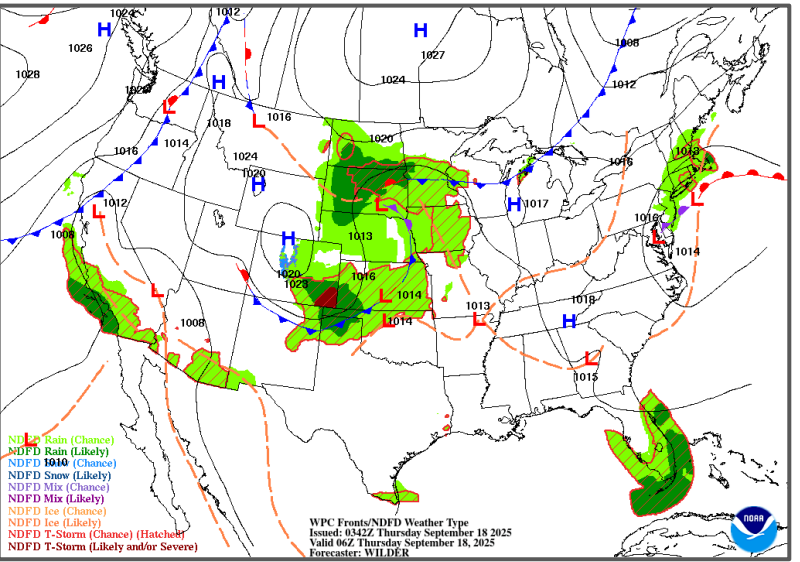 1024
1012
H
H
1026
1027
1008
1028
1024
H
1012
1028
L
L
1016
1018
1020
1014
1016
1013
1024
1016
1020
H
1012
L
L
H
1017
L
1016
1008
H
1013
L
1014
1020
1016
1023
L
L
1014
1013
1018
1008
L
1014
L
H
L
1015
L
1010
NDFD Rain (Chance)
NDFD Rain (Likely)
NDFD Snow (Chance)
NDFD Snow (Likely)
NDFD Mix (Chance)
NDFD Mix (Likely)
NDFD Ice (Chance)
NDFD Ice (Likely)
NDFD T-Storm (Chance) (Hatched)
NDFD T-Storm (Likely and/or Severe)
WPC Fronts/NDFD Weather Type
Issued: 0342Z Thursday September 18 2025
Valid 06Z Thursday September 18, 2025
Forecaster: WILDER
NOAA